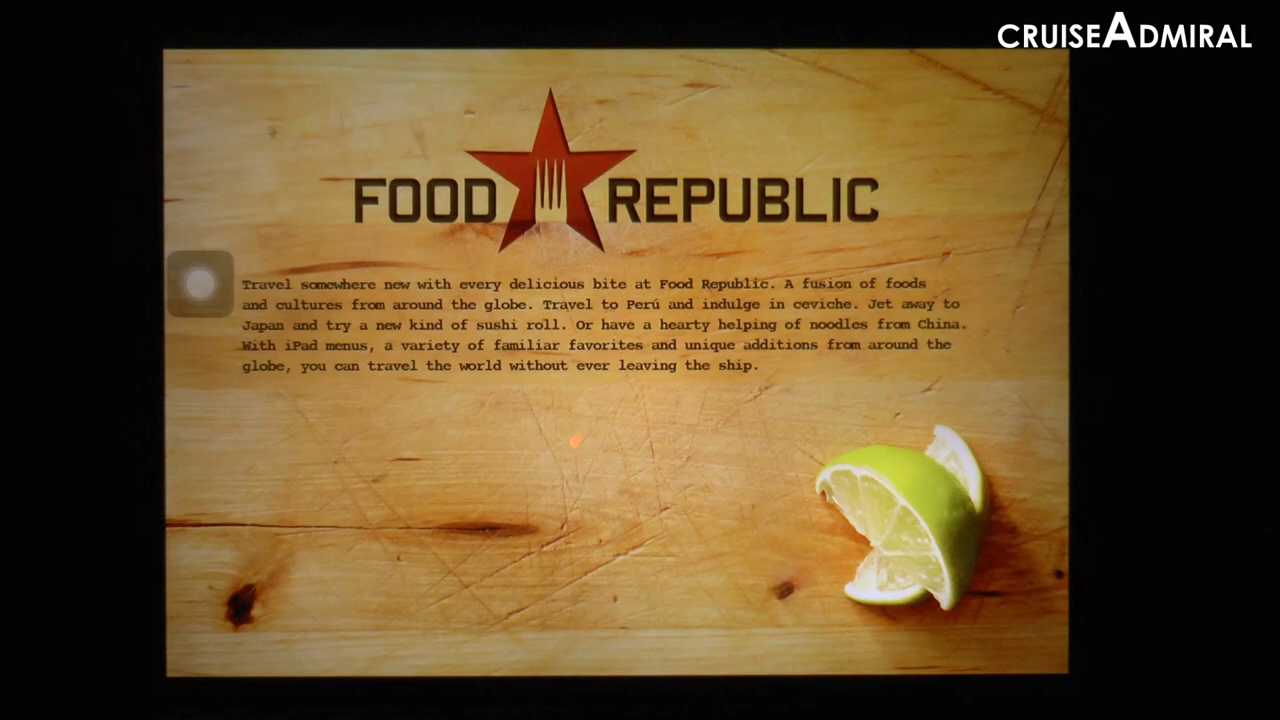 CRUISEADMIRAL
FOOD REPUBLIC
Travel somewhere new with every delicious bite at Food Republic. A fusion of foods
and cultures from around the globe. Travel to Perú and indulge in ceviche. Jet away to
Japan and try a new kind of sushi roll. Or have a hearty helping of noodles from China.
With iPad menus, a variety of familiar favorites and unique additions from around the
globe, you can travel the world without ever leaving the ship.